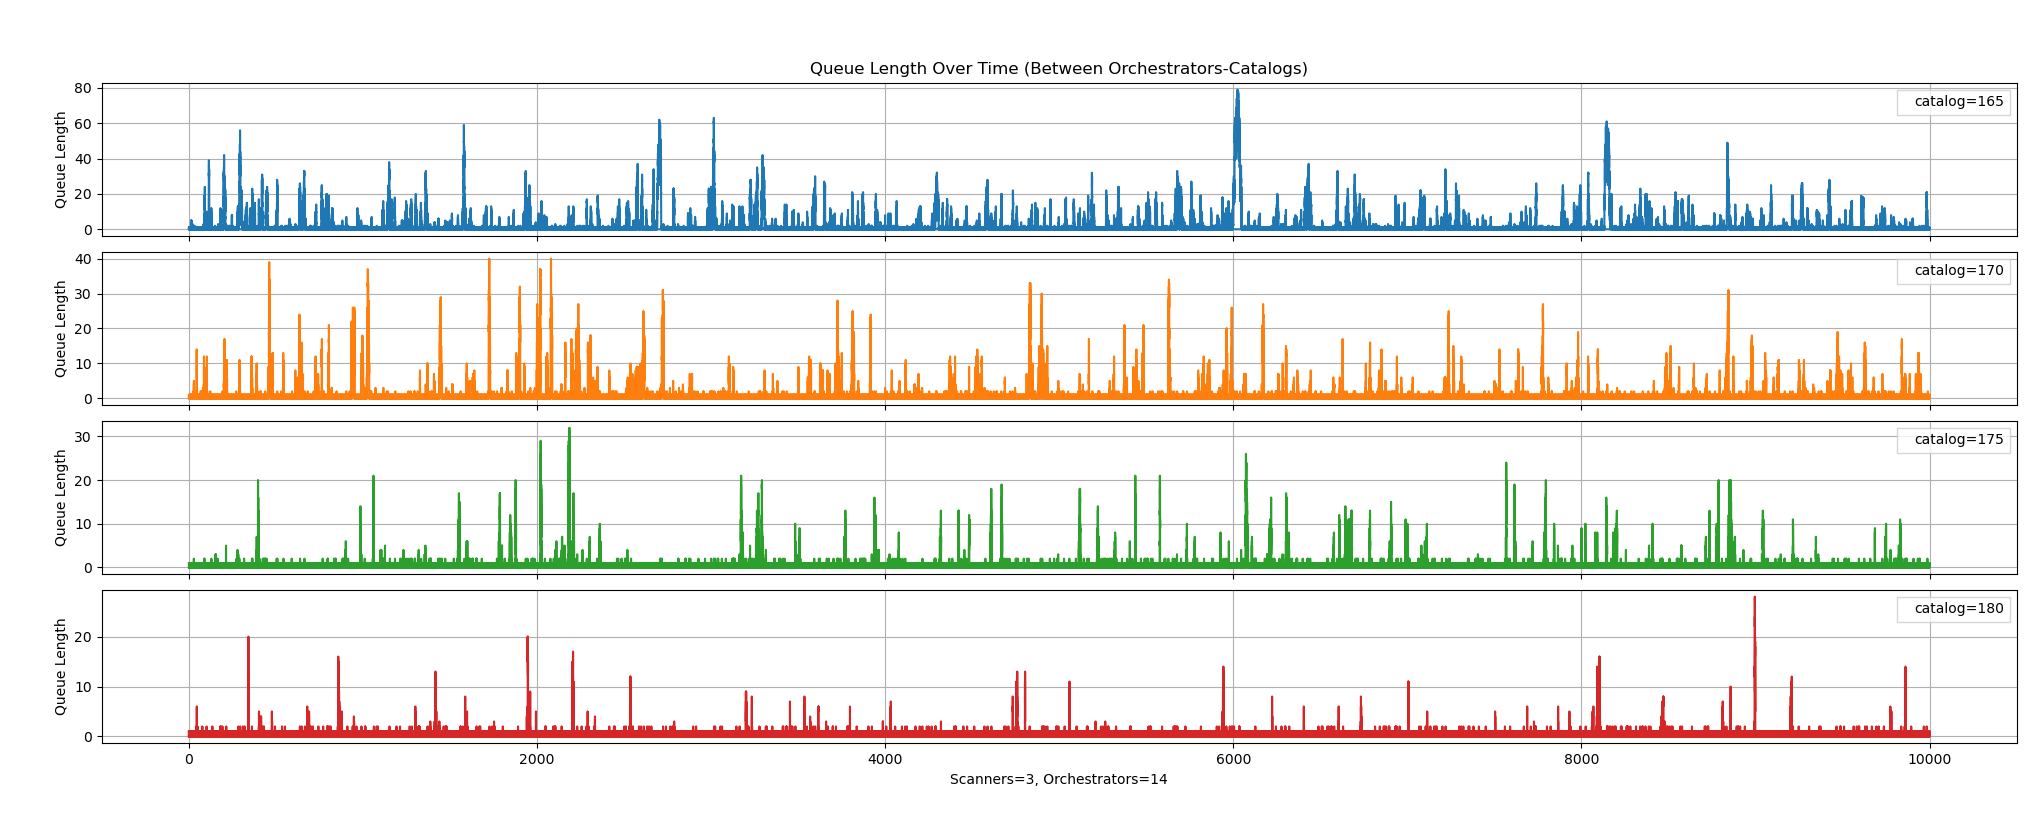 Queue Length Over Time (Between Orchestrators-Catalogs)
80
60
40
20
0
Queue Length
catalog=165
40
30
20
10
0
Queue Length
catalog=170
30
20
10
0
Queue Length
catalog=175
20
10
0
Queue Length
catalog=180
0 2000 4000 6000 8000 10000
Scanners=3, Orchestrators=14